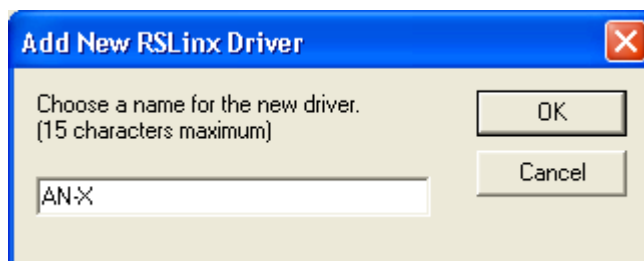 Add New RSLinx Driver
Choose a name for the new driver.
(15 characters maximum)
OK
Cancel
AN-X